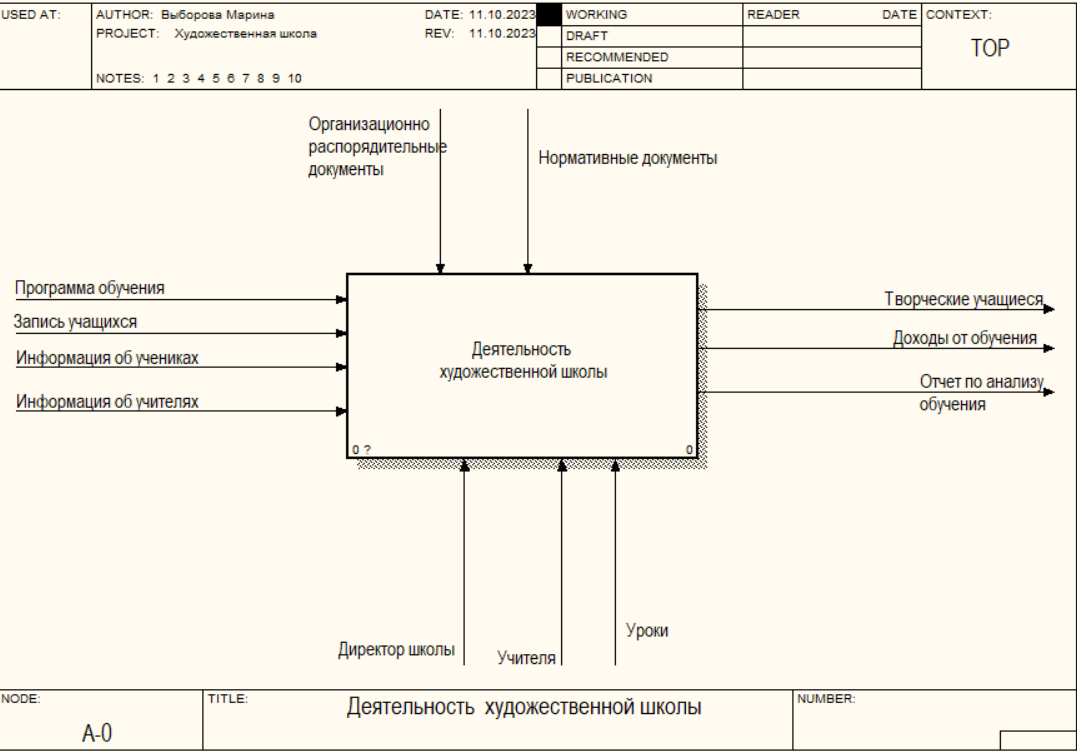 USED AT:
AUTHOR: Выборова Марина
DATE: 11.10.2023
WORKING
READER
DATE
CONTEXT:
PROJECT: Художественная школа
REV: 11.10.2023
DRAFT
TOP
RECOMMENDED
NOTES: 1 2 3 4 5 6 7 8 9 10
PUBLICATION
Организационно
распорядительные
документы
Нормативные документы
Программа обучения
Запись учащихся
Информация об учениках
Информация об учителях
Деятельность
художественной школы
0 ?
0
Творческие учащиеся
Доходы от обучения
Отчет по анализу
обучения
Директор школы
Учителя
Уроки
NODE:
A-0
TITLE:
Деятельность художественной школы
NUMBER: